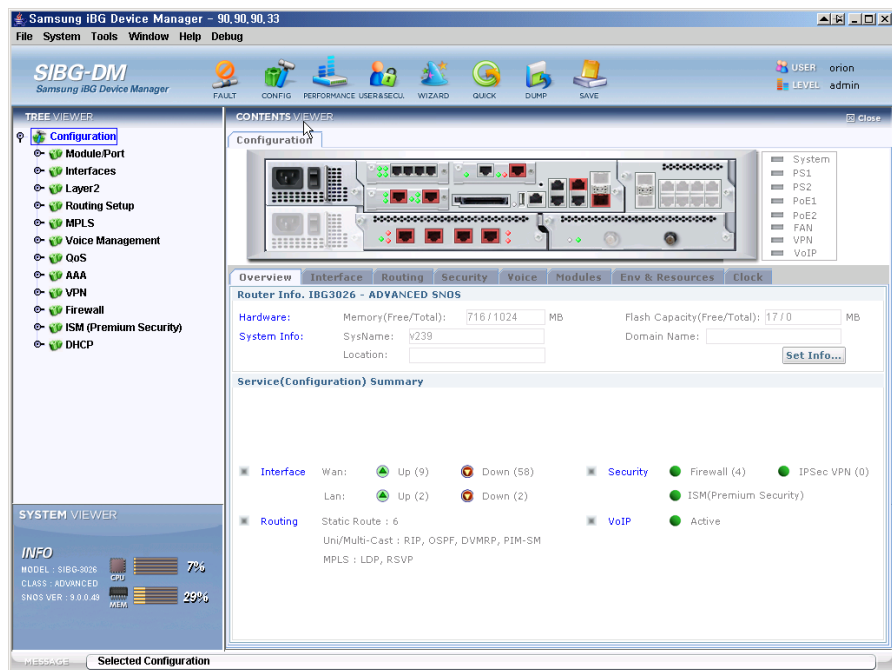 Samsung iBG Device Manager – 90,90,90,33
File System Tools Window Help Debug
SIBG-DM
Samsung iBG Device Manager
FAULT CONFIG PERFORMANCE USER&SECU. WIZARD QUICK DUMP SAVE
USER orion
LEVEL admin
TREE VIEWER
Configuration
Module/Port
Interfaces
Layer2
Routing Setup
MPLS
Voice Management
QoS
AAA
VPN
Firewall
ISM (Premium Security)
DHCP
CONTENTS VIEWER
Close
Configuration
System
PS1
PS2
PoE1
PoE2
FAN
VPN
VoIP
Overview Interface Routing Security Voice Modules Env & Resources Clock
Router Info. IBG3026 - ADVANCED SNOS
Hardware: Memory(Free/Total): 716 / 1024 MB Flash Capacity(Free/Total): 17 / 0 MB
System Info: SysName: v239 Domain Name:
Location: Set Info...
Service(Configuration) Summary
Interface Wan: Up (9) Down (58) Security Firewall (4) IPSec VPN (0)
Lan: Up (2) Down (2) ISM(Premium Security)
Routing Static Route : 6 VoIP Active
Uni/Multi-Cast : RIP, OSPF, DVMRP, PIM-SM
MPLS : LDP, RSVP
SYSTEM VIEWER
INFO
MODEL : SIBG-3026
CLASS : ADVANCED
SNOS VER : 9.0.0.49
CPU 7%
MEM 29%
MESSAGE Selected Configuration